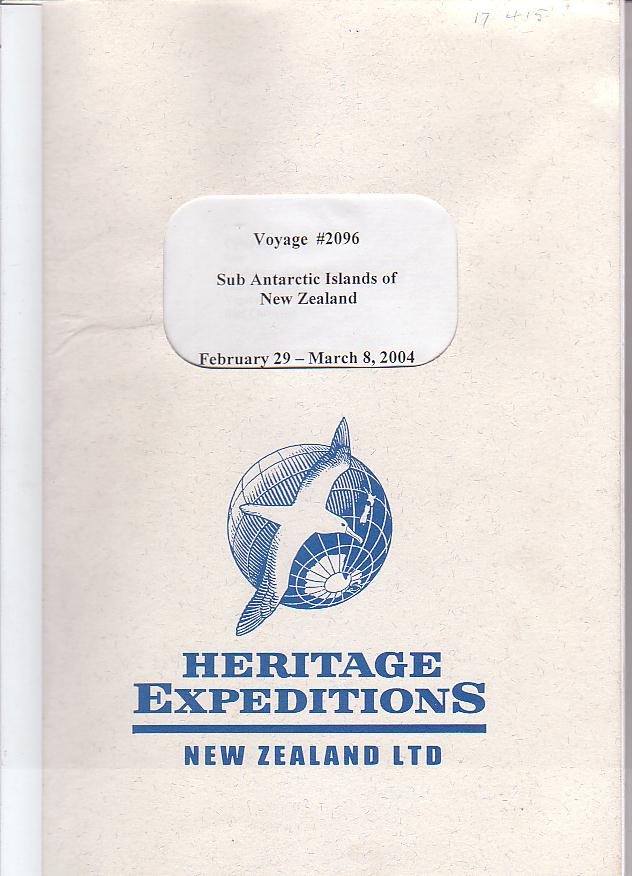 17 415
Voyage #2096
Sub Antarctic Islands of
New Zealand
February 29 – March 8, 2004
HERITAGE
EXPEDITIONS
NEW ZEALAND LTD